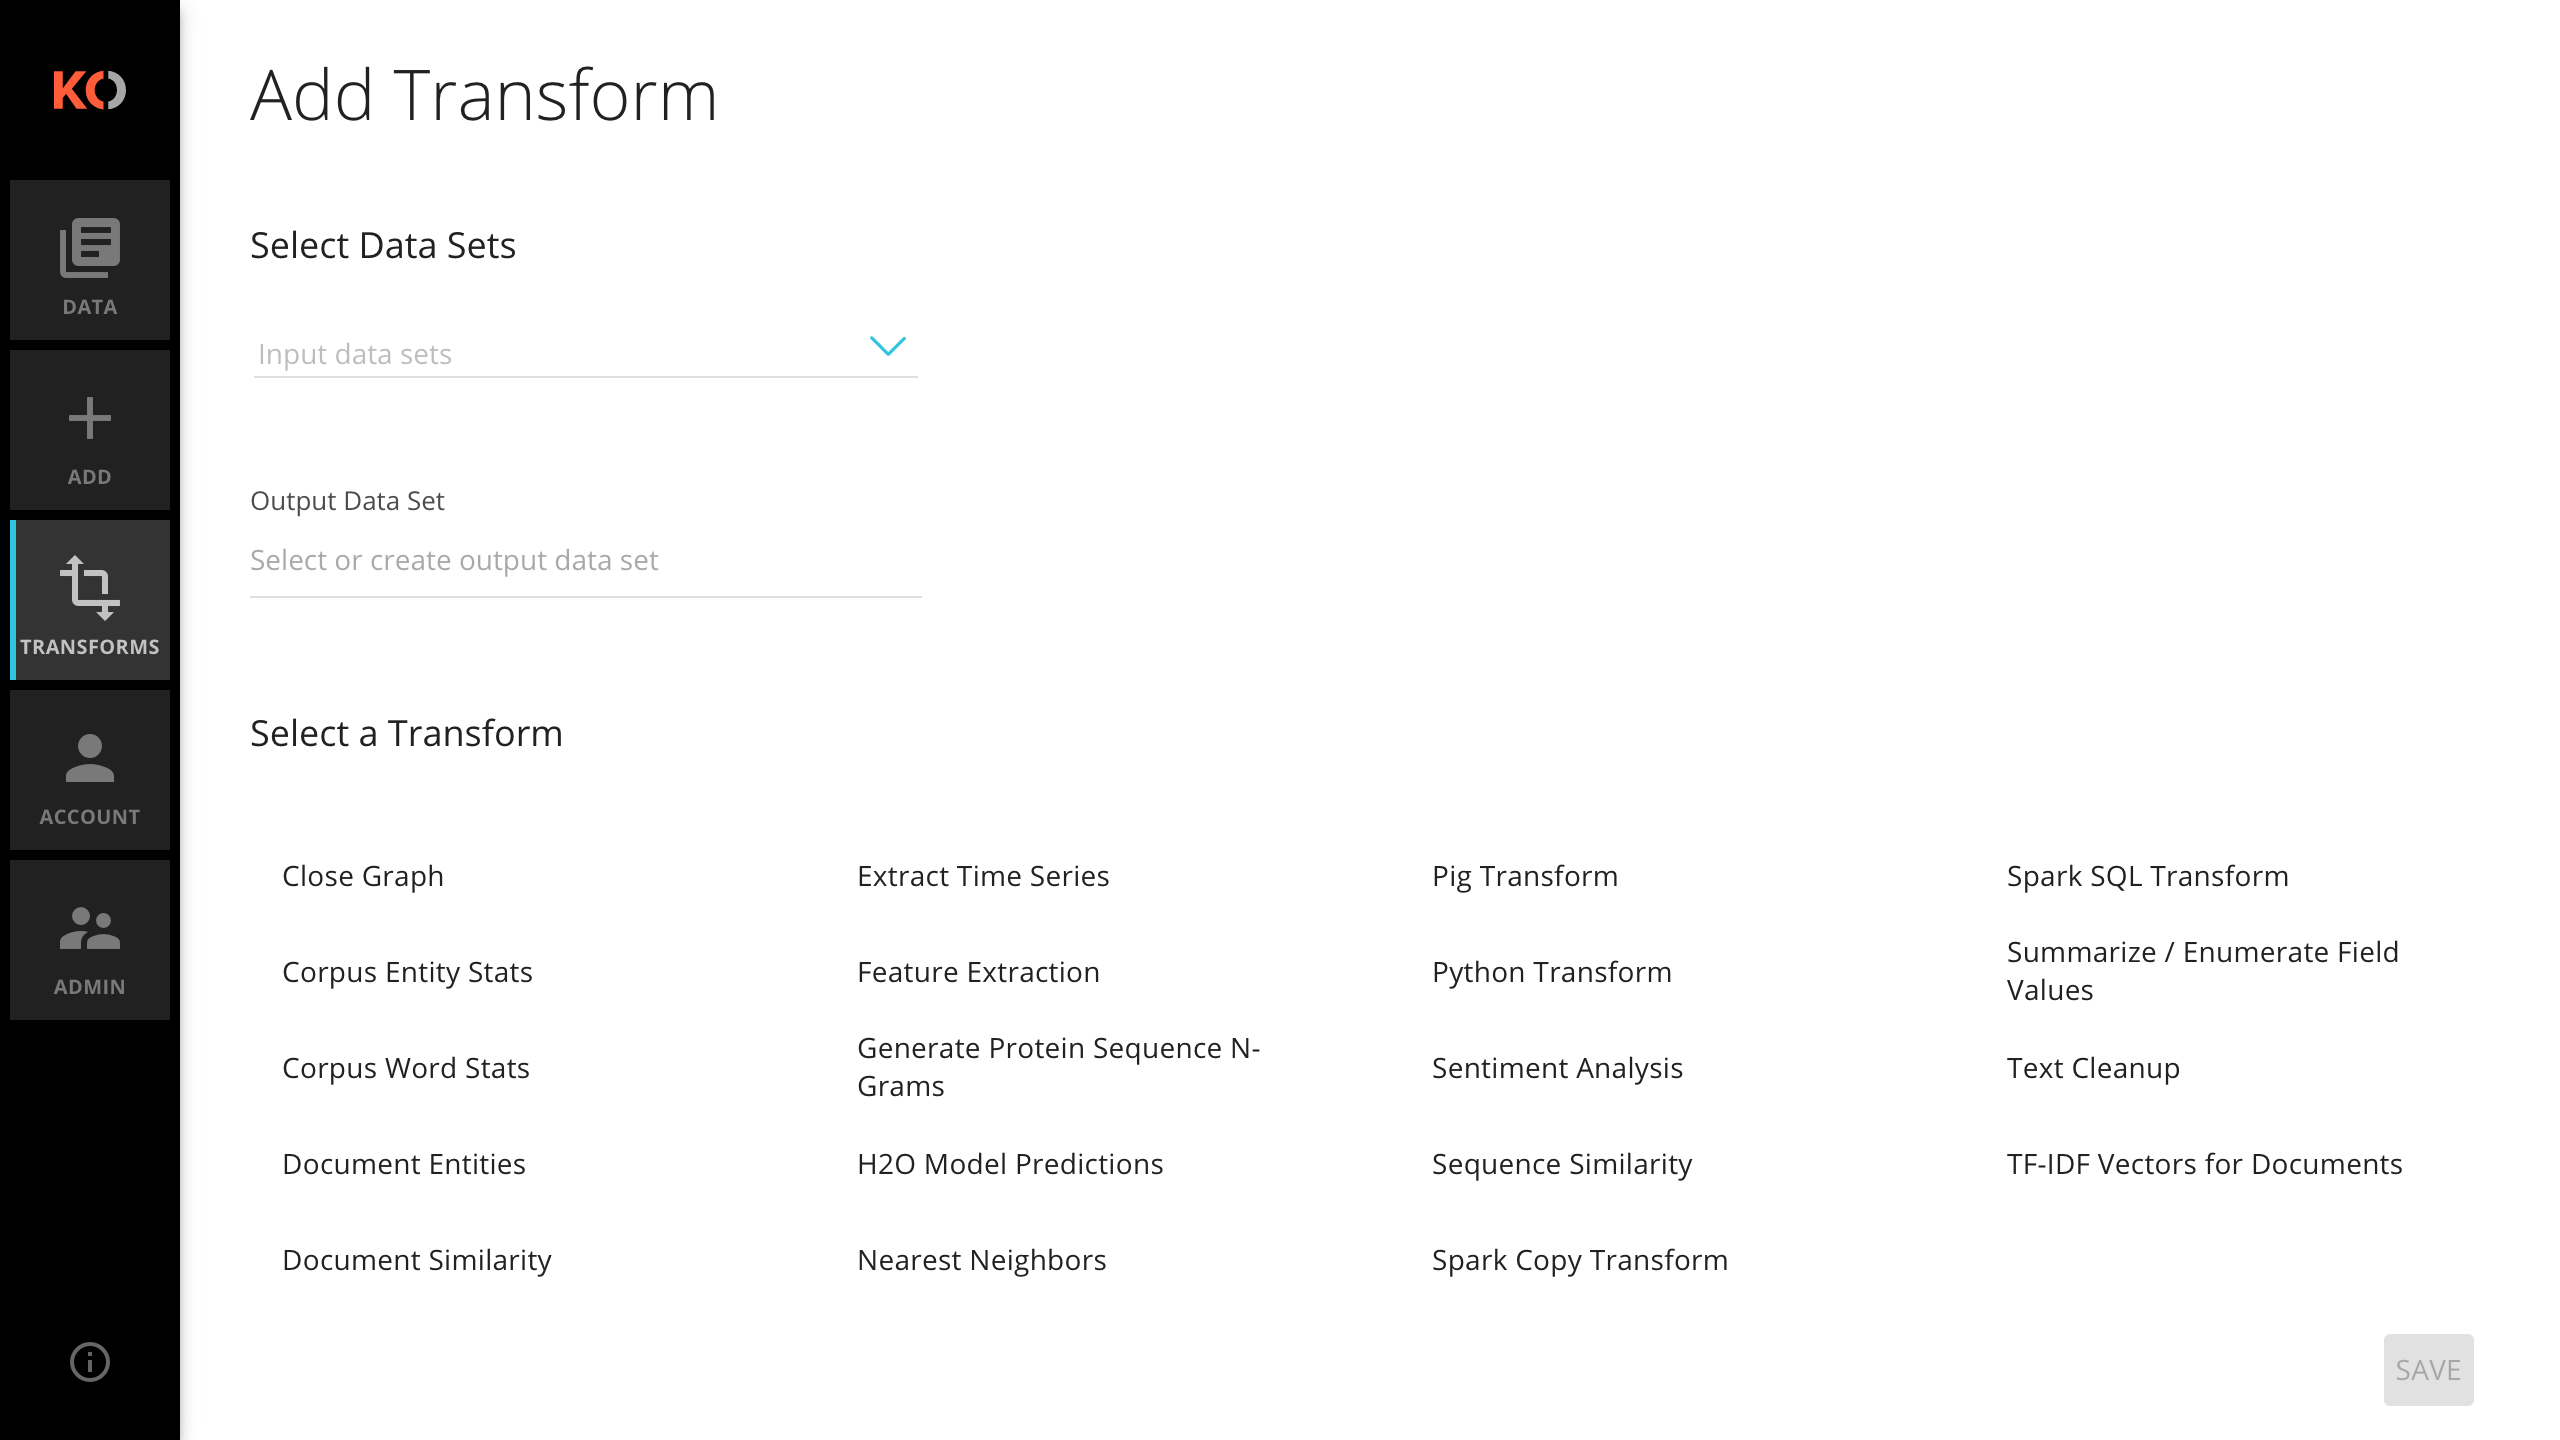 KO
DATA
ADD
TRANSFORMS
ACCOUNT
ADMIN
Add Transform
Select Data Sets
Input data sets
Output Data Set
Select or create output data set
Select a Transform
Close Graph
Corpus Entity Stats
Corpus Word Stats
Document Entities
Document Similarity
Extract Time Series
Feature Extraction
Generate Protein Sequence N-
Grams
H2O Model Predictions
Nearest Neighbors
Pig Transform
Python Transform
Sentiment Analysis
Sequence Similarity
Spark Copy Transform
Spark SQL Transform
Summarize / Enumerate Field
Values
Text Cleanup
TF-IDF Vectors for Documents
SAVE